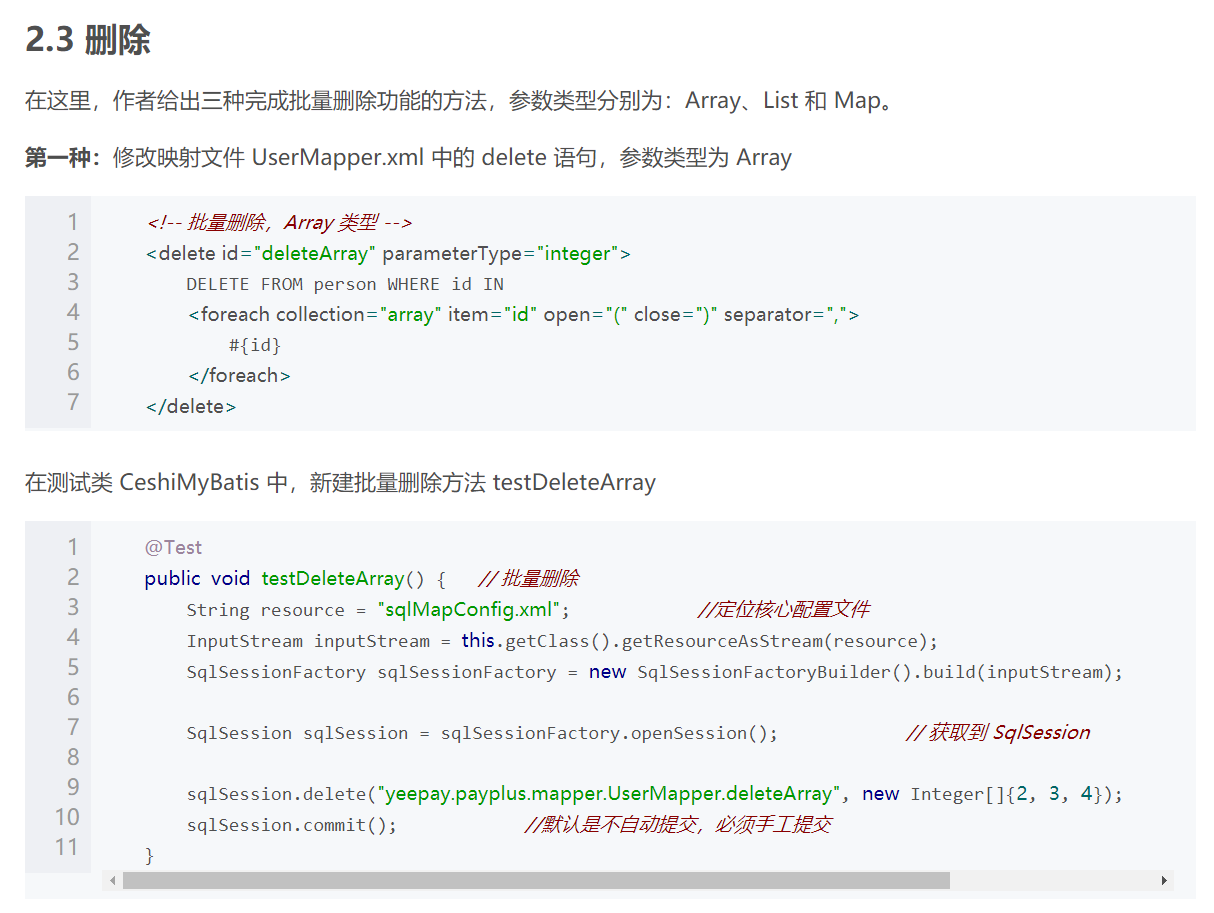 2.3 删除
在这里，作者给出三种完成批量删除功能的方法，参数类型分别为：Array、List 和 Map。
第一种：修改映射文件 UserMapper.xml 中的 delete 语句，参数类型为 Array
1 <!-- 批量删除，Array 类型 -->
2 <delete id="deleteArray" parameterType="integer">
3 DELETE FROM person WHERE id IN
4 <foreach collection="array" item="id" open="(" close=")" separator=",">
5 #{id}
6 </foreach>
7 </delete>
在测试类 CeshiMyBatis 中，新建批量删除方法 testDeleteArray
1 @Test
2 public void testDeleteArray() { // 批量删除
3 String resource = "sqlMapConfig.xml"; //定位核心配置文件
4 InputStream inputStream = this.getClass().getResourceAsStream(resource);
5 SqlSessionFactory sqlSessionFactory = new SqlSessionFactoryBuilder().build(inputStream);
6
7 SqlSession sqlSession = sqlSessionFactory.openSession(); // 获取到 SqlSession
8
9 sqlSession.delete("yeepay.payplus.mapper.UserMapper.deleteArray", new Integer[]{2, 3, 4});
10 sqlSession.commit(); //默认是不自动提交，必须手工提交
11 }